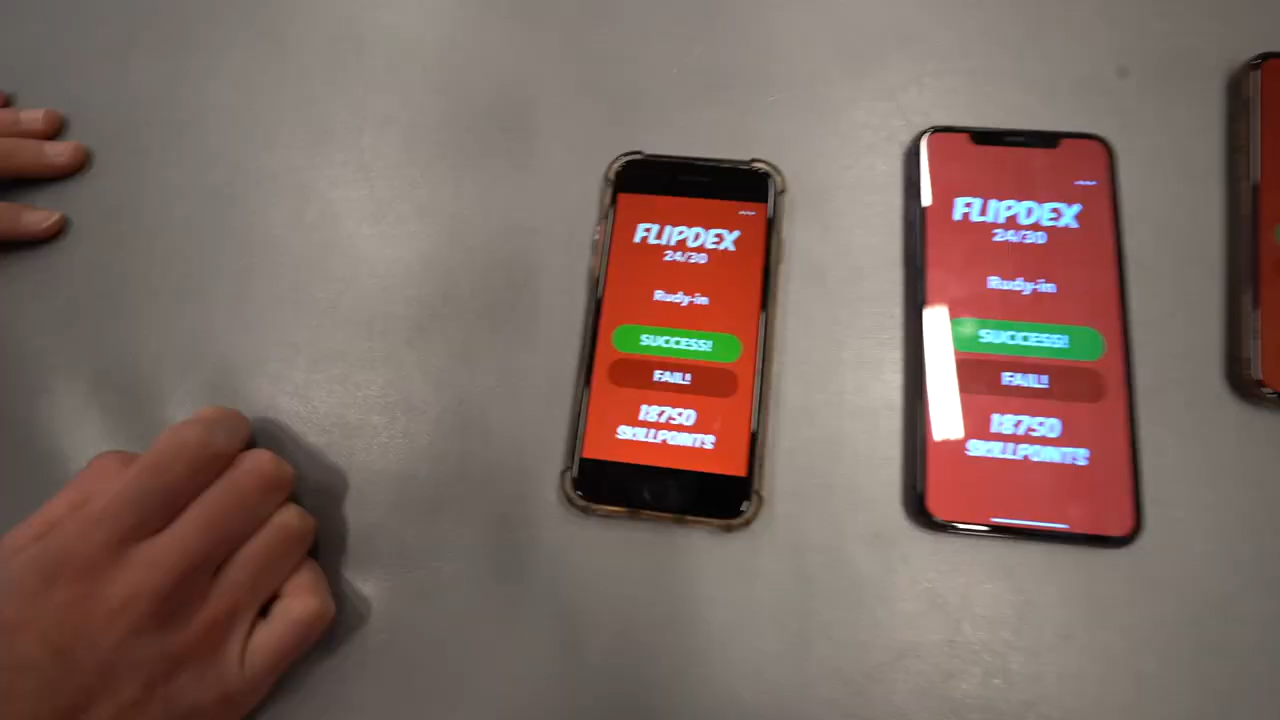 FLIPDEX
24/30
Rudy-in
SUCCESS!
FAIL!
18750
SKILLPOINTS
FLIPDEX
24/30
Rudy-in
SUCCESS!
FAIL!
18750
SKILLPOINTS